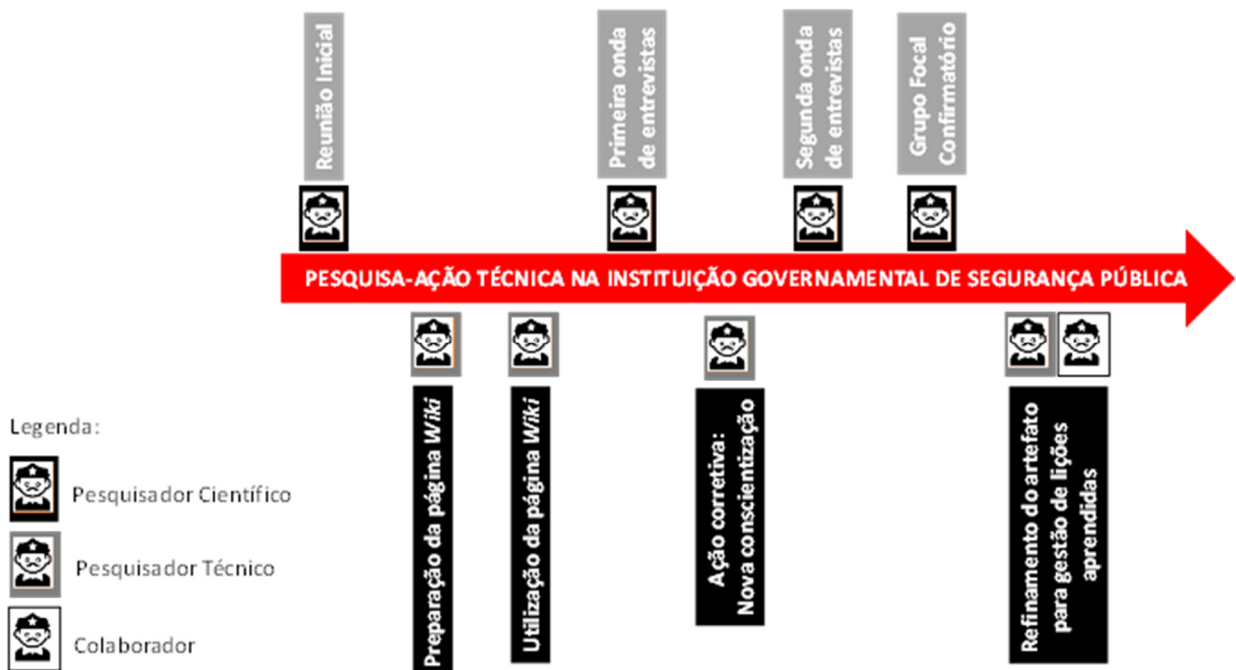 Reunião Inicial
Primeira onda
de entrevistas
Segunda onda
de entrevistas
Grupo Focal
Confirmatório
PESQUISA-AÇÃO TÉCNICA NA INSTITUIÇÃO GOVERNAMENTAL DE SEGURANÇA PÚBLICA
Preparação da página Wiki
Utilização da página Wiki
Ação corretiva:
Nova conscientização
Refinamento do artefato
para gestão de lições
aprendidas
Legenda:
Pesquisador Científico
Pesquisador Técnico
Colaborador